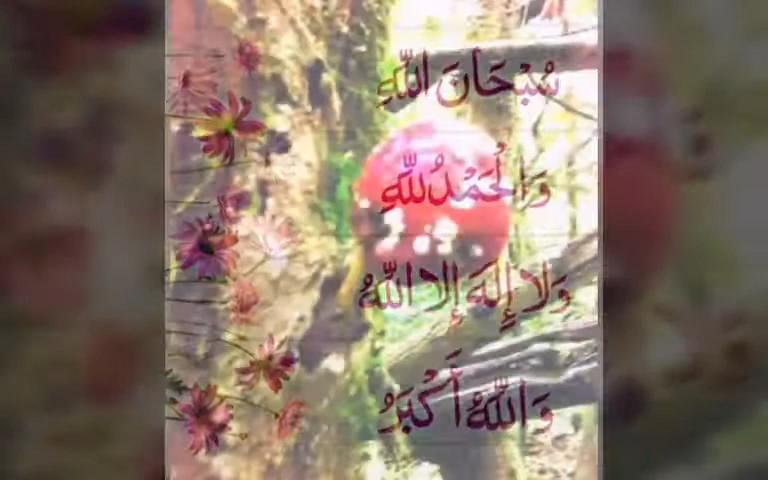 سُبْحَانَ اللّٰهِ
وَالْحَمْدُ لِلّٰهِ
وَلَا إِلٰهَ إِلَّا اللّٰهُ
وَاللّٰهُ أَكْبَرُ